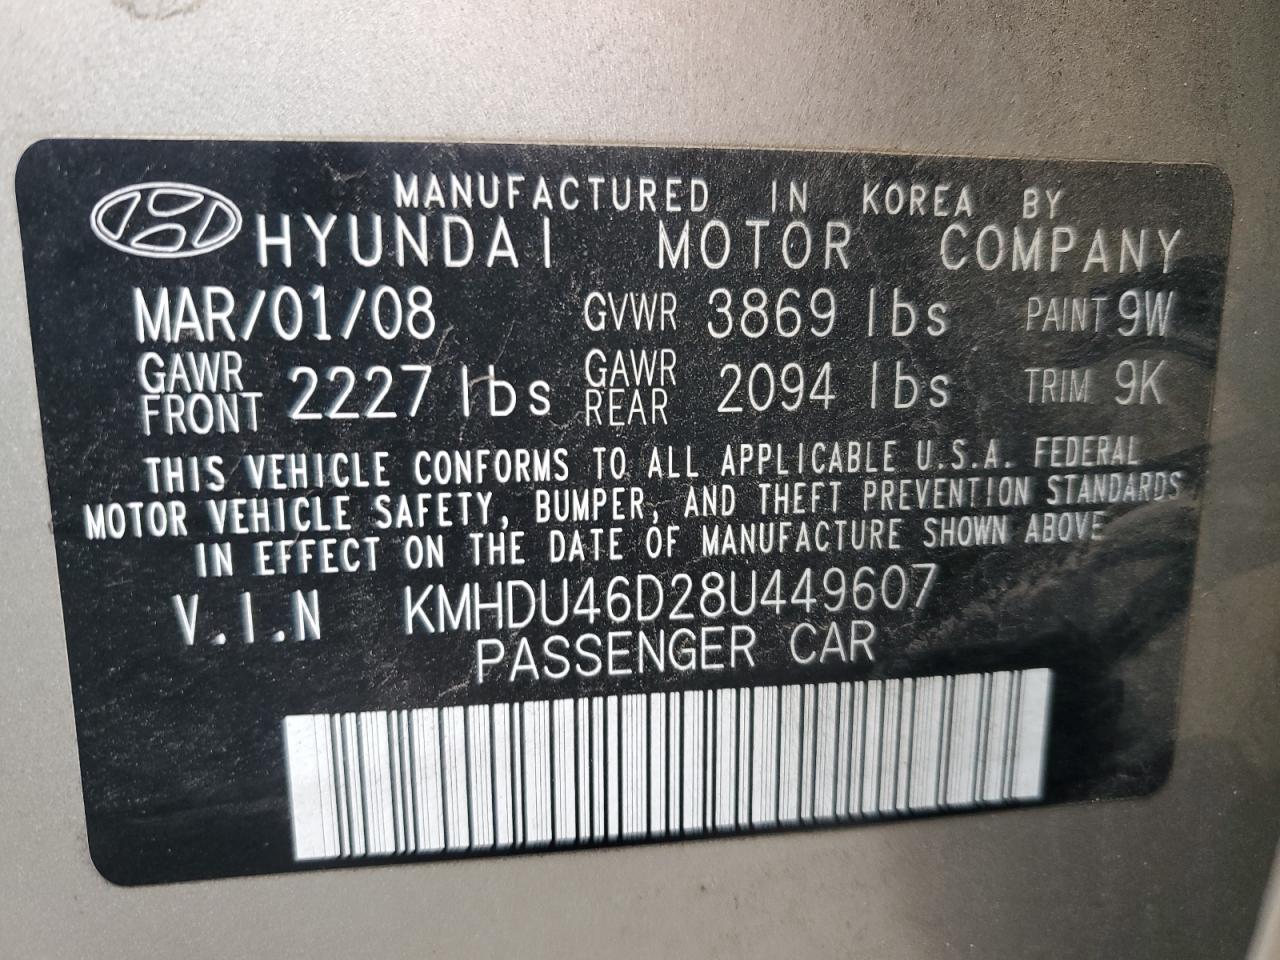 MANUFACTURED IN KOREA BY
HYUNDAI MOTOR COMPANY
MAR/01/08 GVWR 3869 lbs PAINT 9W
GAWR FRONT 2227 lbs GAWR REAR 2094 lbs TRIM 9K
THIS VEHICLE CONFORMS TO ALL APPLICABLE U.S.A. FEDERAL
MOTOR VEHICLE SAFETY, BUMPER, AND THEFT PREVENTION STANDARDS
IN EFFECT ON THE DATE OF MANUFACTURE SHOWN ABOVE
V.I.N KMHDU46D28U449607
PASSENGER CAR